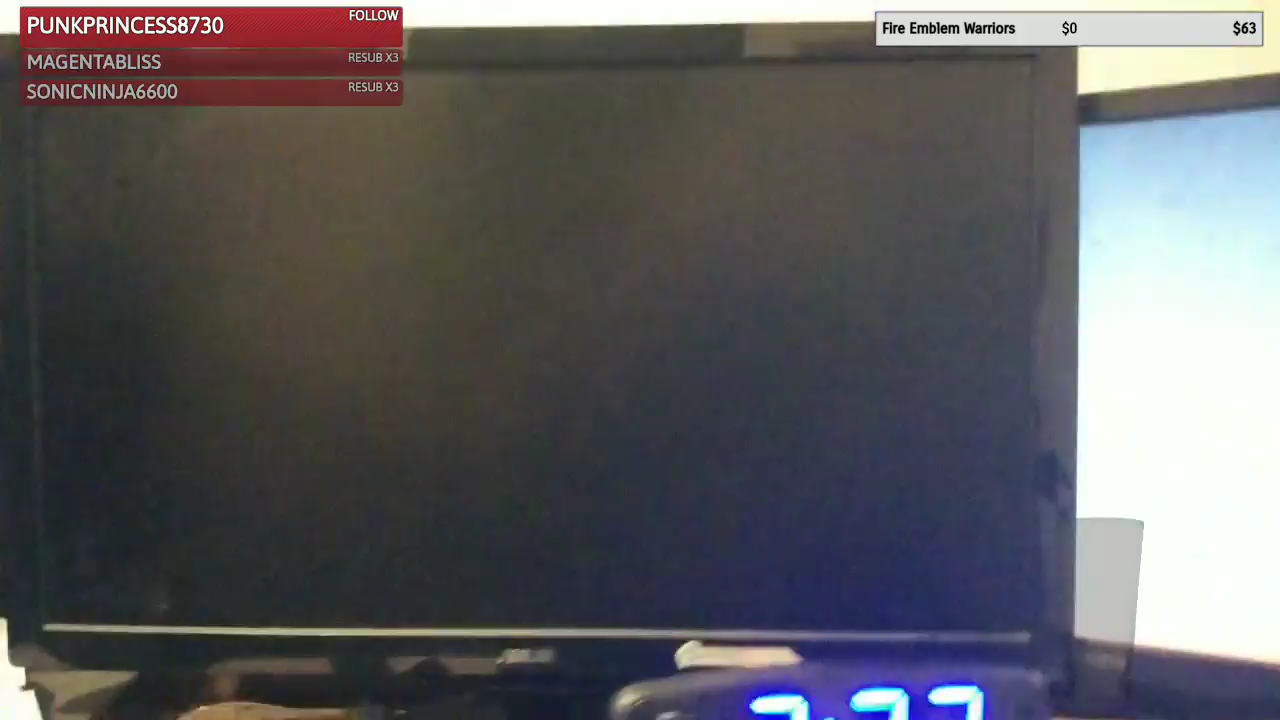 PUNKPRINCESS8730 FOLLOW
MAGENTABLISS RESUB X3
SONICNINJA6600 RESUB X3
Fire Emblem Warriors $0 $63